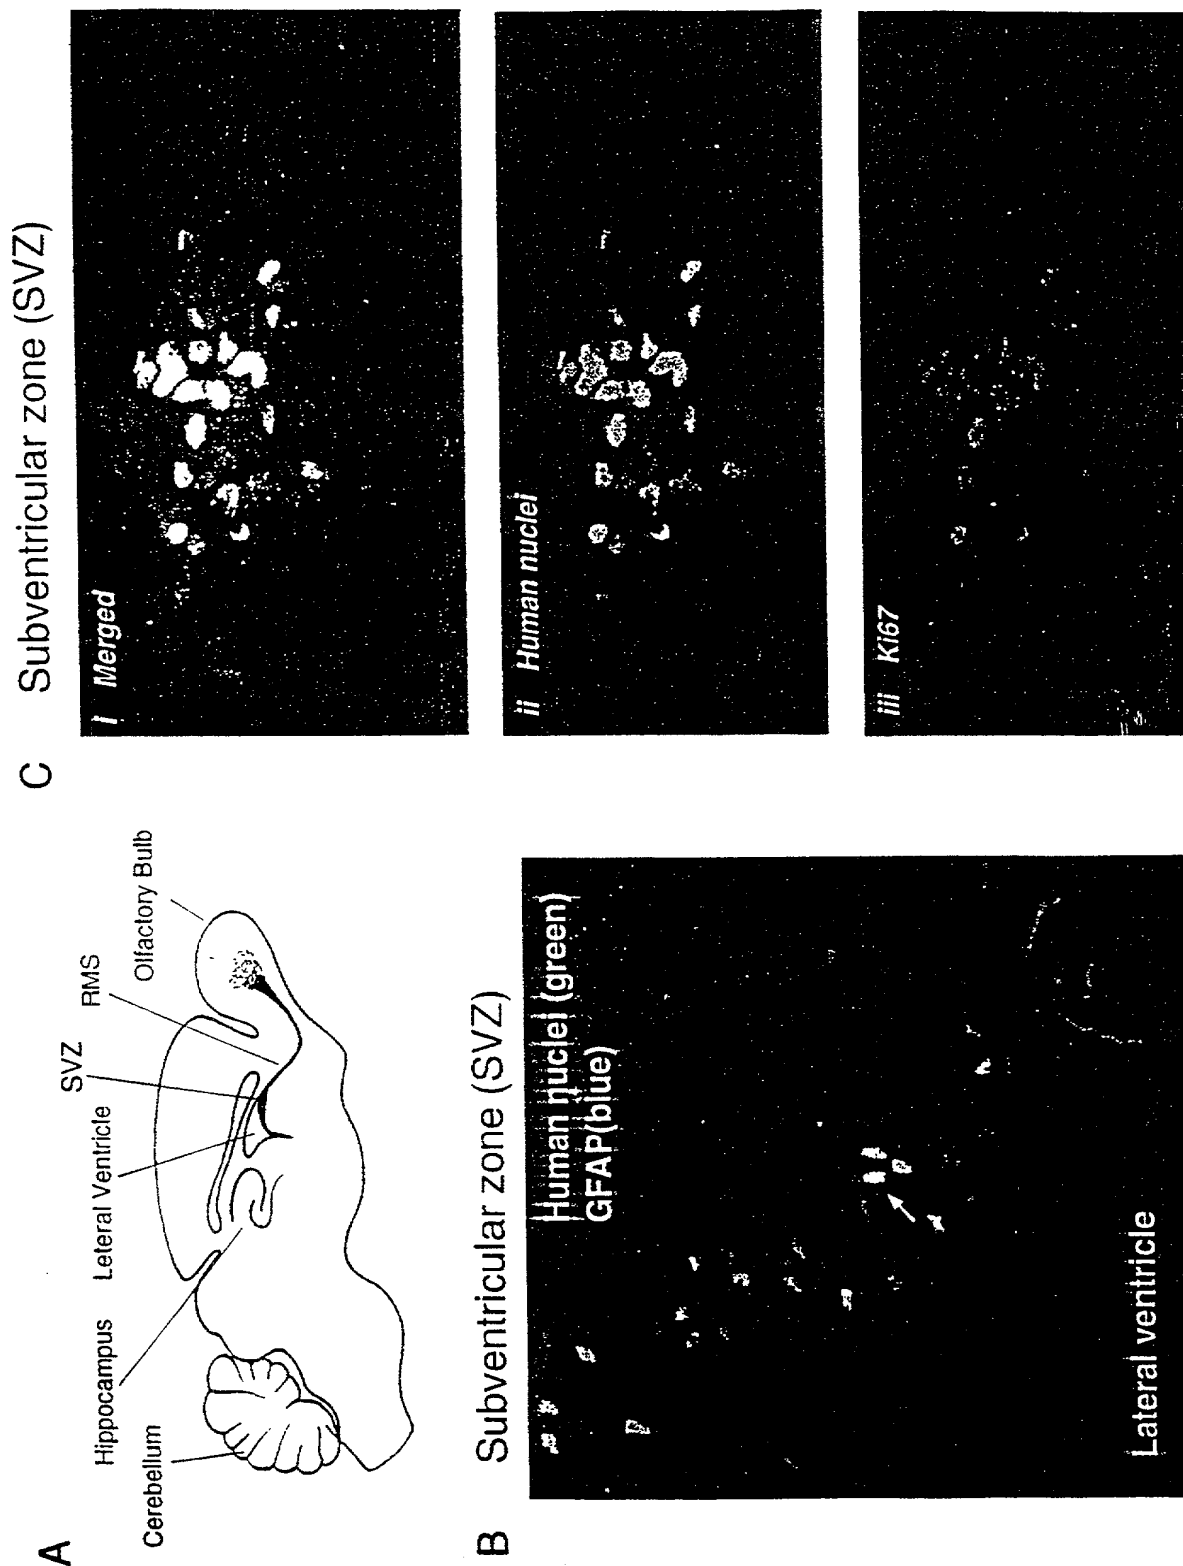 A
Cerebellum
Hippocampus
Leteral Ventricle
SVZ
RMS
Olfactory Bulb
B Subventricular zone (SVZ)
Human nuclei (green)
GFAP(blue)
Lateral ventricle
C Subventricular zone (SVZ)
i Merged
ii Human nuclei
iii Ki67